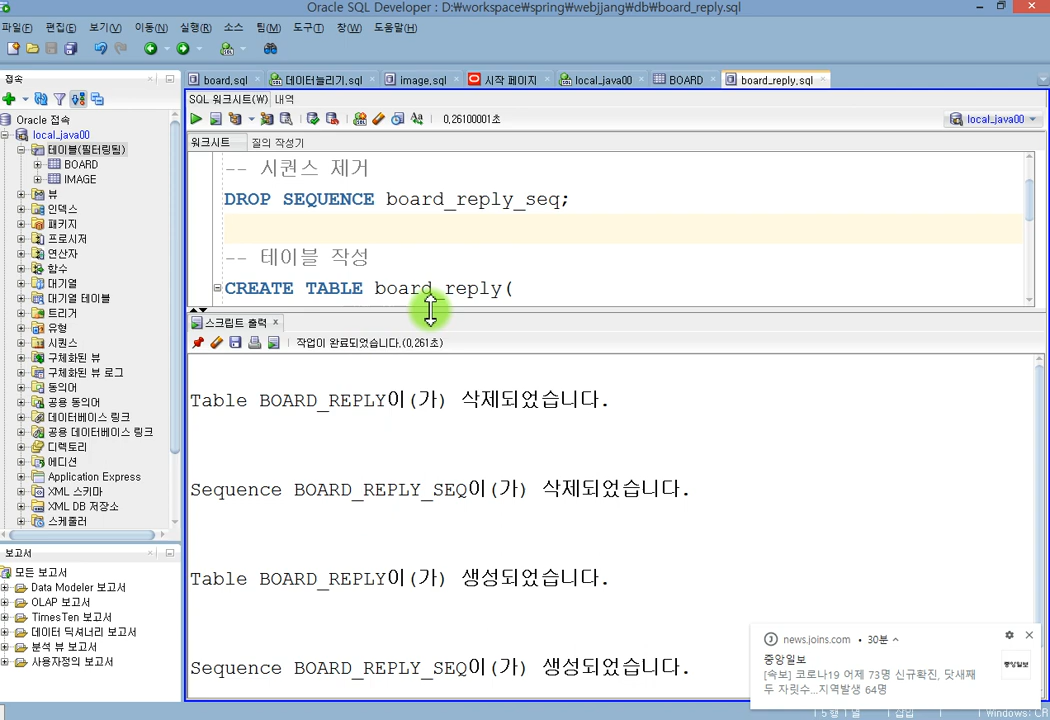 Oracle SQL Developer : D:₩workspace₩spring₩webjjang₩db₩board_reply.sql
파일(F) 편집(E) 보기(V) 이동(N) 실행(R) 소스 팀(M) 도구(T) 창(W) 도움말(H)
접속
board.sql 데이터늘리기.sql image.sql 시작 페이지 local_java00 BOARD board_reply.sql
SQL 워크시트(W) 내역
0,26100001초
local_java00
워크시트 질의 작성기
Oracle 접속
local_java00
테이블(필터링됨)
BOARD
IMAGE
뷰
인덱스
패키지
프로시저
연산자
함수
대기열
대기열 테이블
트리거
유형
시퀀스
구체화된 뷰
구체화된 뷰 로그
동의어
공용 동의어
데이터베이스 링크
공용 데이터베이스 링크
디렉토리
에디션
Application Express
XML 스키마
XML DB 저장소
스케줄러
-- 시퀀스 제거
DROP SEQUENCE board_reply_seq;
-- 테이블 작성
CREATE TABLE board_reply(
스크립트 출력 x
작업이 완료되었습니다.(0,261초)
Table BOARD_REPLY이(가) 삭제되었습니다.
Sequence BOARD_REPLY_SEQ이(가) 삭제되었습니다.
Table BOARD_REPLY이(가) 생성되었습니다.
Sequence BOARD_REPLY_SEQ이(가) 생성되었습니다.
보고서
모든 보고서
Data Modeler 보고서
OLAP 보고서
TimesTen 보고서
데이터 딕셔너리 보고서
분석 뷰 보고서
사용자정의 보고서
news.joins.com • 30분
중앙일보
[속보] 코로나19 어제 73명 신규확진, 닷새째
두 자릿수...지역발생 64명
중앙일보
5 행 1 열 삽입 Windows: CR